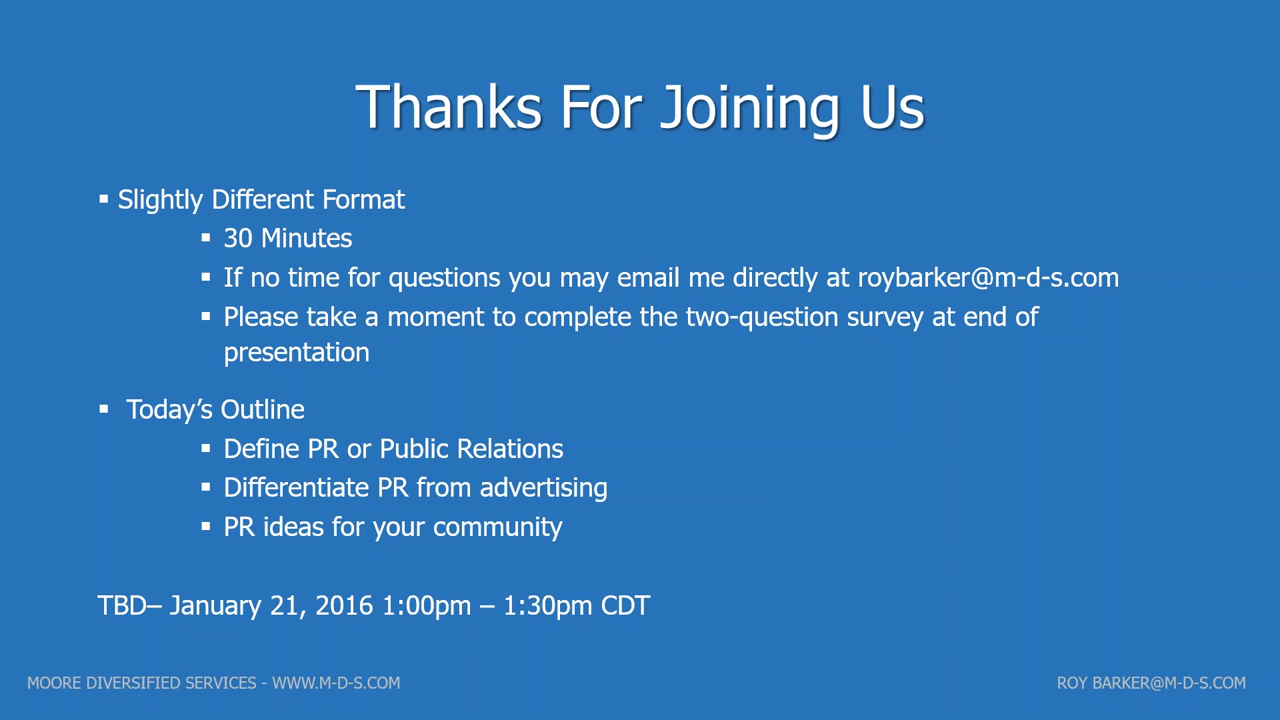 Thanks For Joining Us
▪ Slightly Different Format
▪ 30 Minutes
▪ If no time for questions you may email me directly at roybarker@m-d-s.com
▪ Please take a moment to complete the two-question survey at end of
presentation
▪ Today’s Outline
▪ Define PR or Public Relations
▪ Differentiate PR from advertising
▪ PR ideas for your community
TBD– January 21, 2016 1:00pm – 1:30pm CDT
MOORE DIVERSIFIED SERVICES - WWW.M-D-S.COM
ROY BARKER@M-D-S.COM